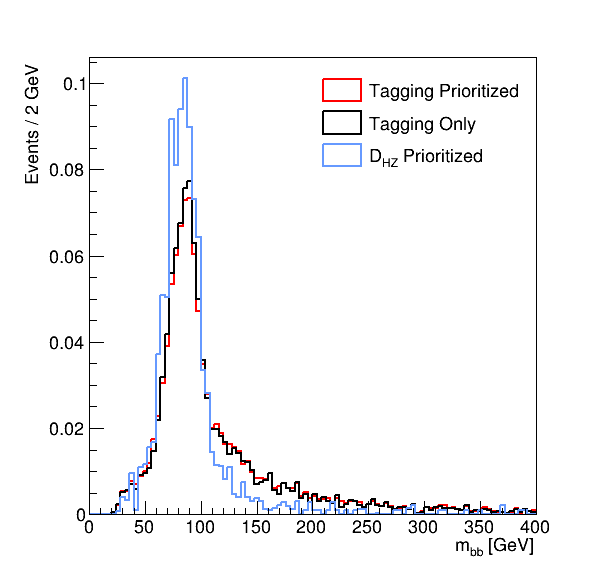 Events / 2 GeV
0.1
0.08
0.06
0.04
0.02
0
Tagging Prioritized
Tagging Only
D_HZ Prioritized
0 50 100 150 200 250 300 350 400
m_bb [GeV]